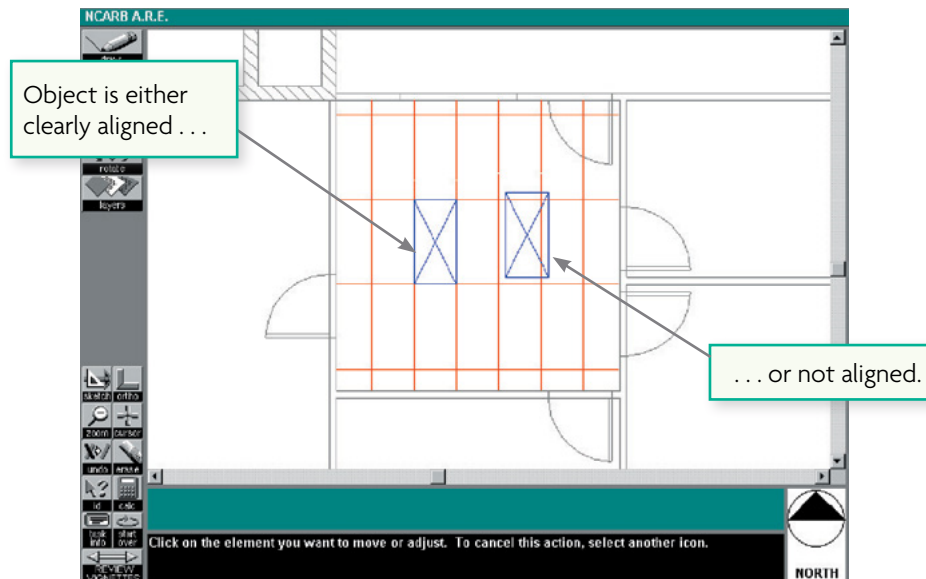 NCARB A.R.E.
Object is either
clearly aligned . . .
rotate
layers
. . . or not aligned.
sketch ortho
zoom cursor
undo erase
id calc
task info start over
Click on the element you want to move or adjust. To cancel this action, select another icon.
REVIEW
VIGNETTES
NORTH